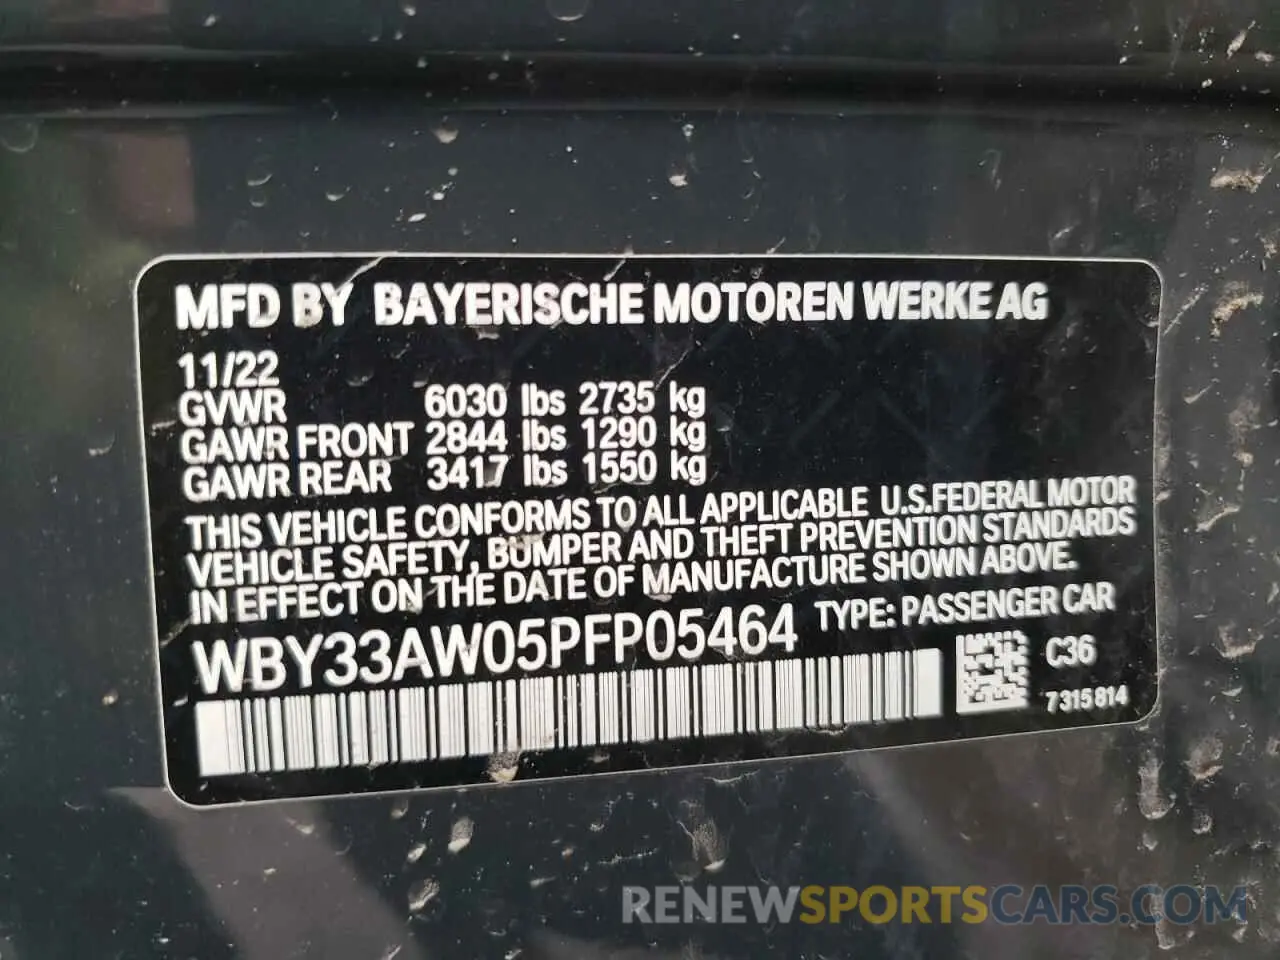 MFD BY BAYERISCHE MOTOREN WERKE AG
11/22
GVWR 6030 lbs 2735 kg
GAWR FRONT 2844 lbs 1290 kg
GAWR REAR 3417 lbs 1550 kg
THIS VEHICLE CONFORMS TO ALL APPLICABLE U.S.FEDERAL MOTOR
VEHICLE SAFETY, BUMPER AND THEFT PREVENTION STANDARDS
IN EFFECT ON THE DATE OF MANUFACTURE SHOWN ABOVE.
WBY33AW05PFP05464 TYPE: PASSENGER CAR
C36
7315814
RENEWSPORTSCARS.COM